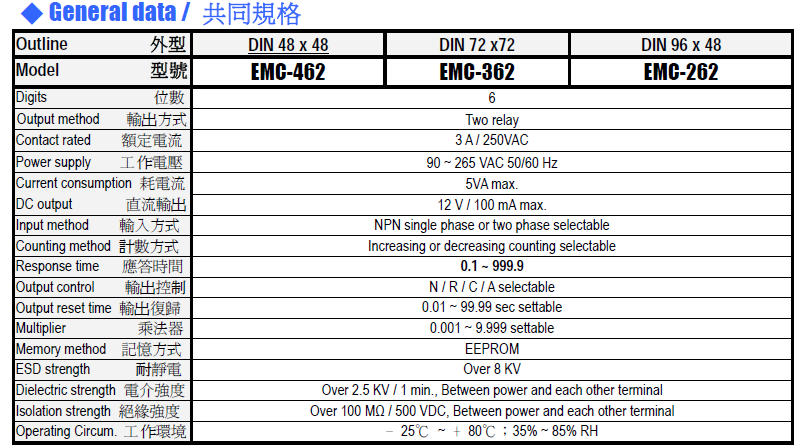 ◆ General data / 共同規格
Outline 外型 DIN 48 x 48 DIN 72 x72 DIN 96 x 48
Model 型號 EMC-462 EMC-362 EMC-262
Digits 位數 6
Output method 輸出方式 Two relay
Contact rated 額定電流 3 A / 250VAC
Power supply 工作電壓 90 ~ 265 VAC 50/60 Hz
Current consumption 耗電流 5VA max.
DC output 直流輸出 12 V / 100 mA max.
Input method 輸入方式 NPN single phase or two phase selectable
Counting method 計數方式 Increasing or decreasing counting selectable
Response time 應答時間 0.1 ~ 999.9
Output control 輸出控制 N / R / C / A selectable
Output reset time 輸出復歸 0.01 ~ 99.99 sec settable
Multiplier 乘法器 0.001 ~ 9.999 settable
Memory method 記憶方式 EEPROM
ESD strength 耐靜電 Over 8 KV
Dielectric strength 電介強度 Over 2.5 KV / 1 min., Between power and each other terminal
Isolation strength 絕緣強度 Over 100 MΩ / 500 VDC, Between power and each other terminal
Operating Circum. 工作環境 － 25℃ ~ ＋ 80℃；35% ~ 85% RH